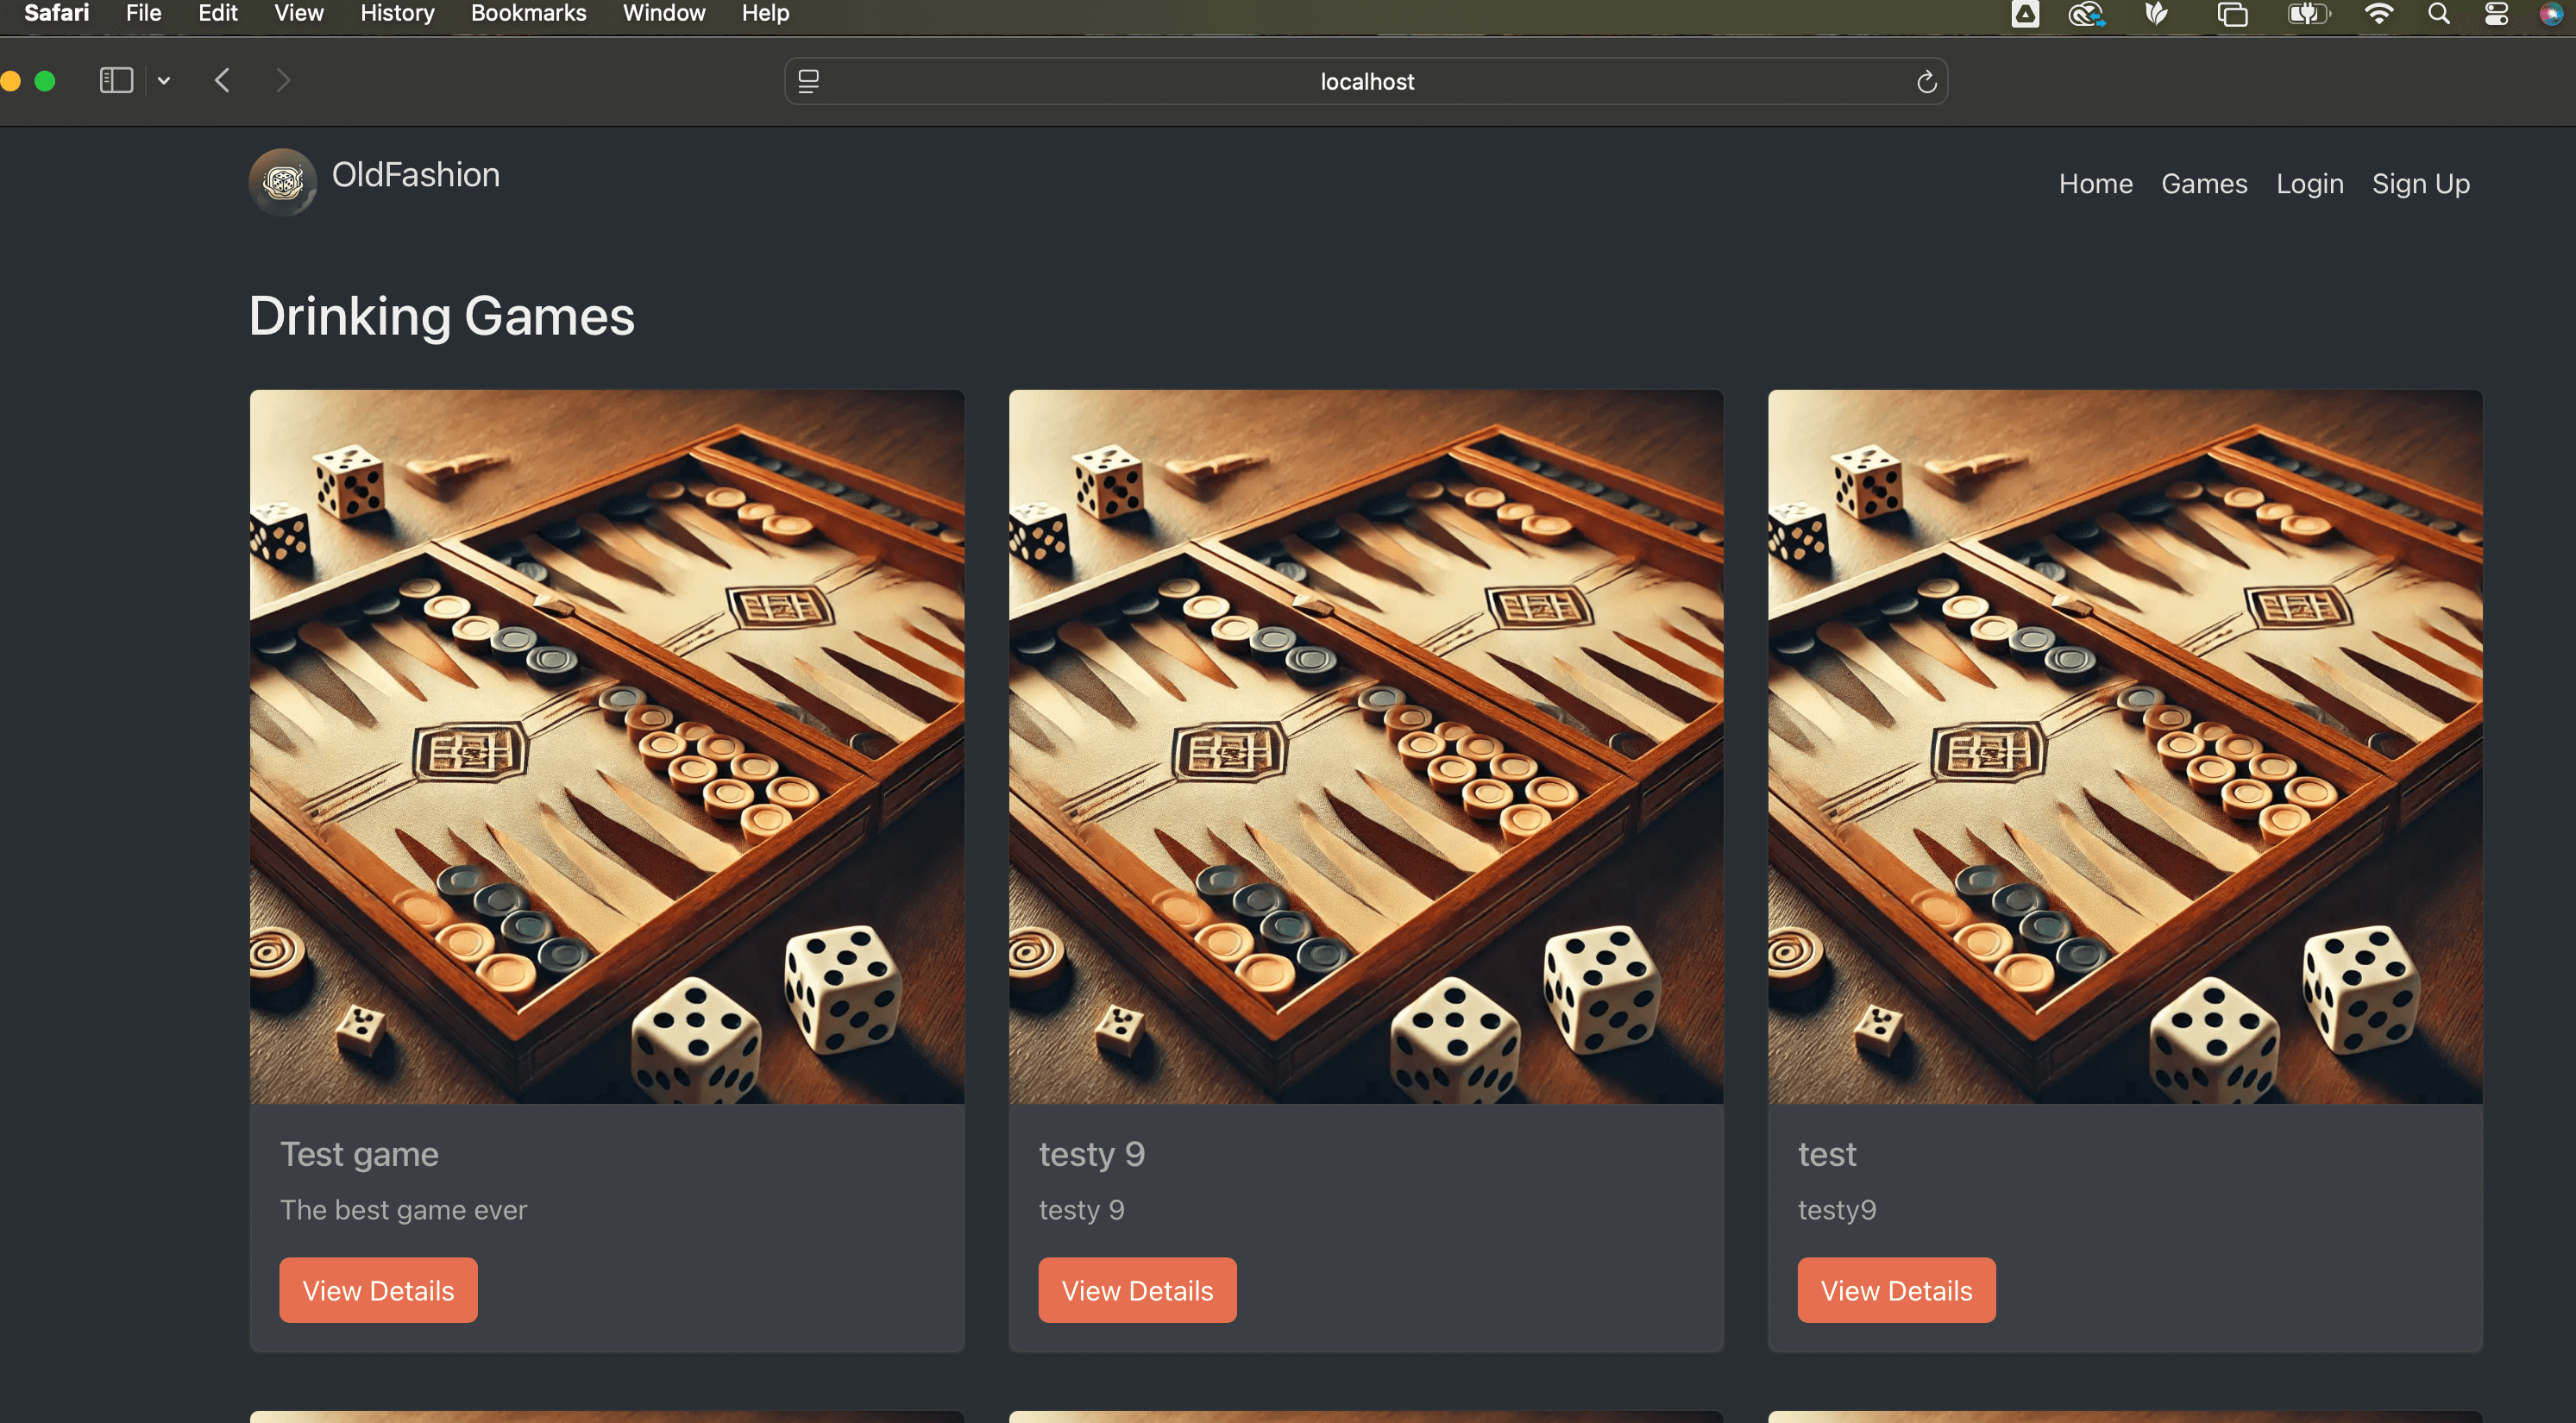 Safari File Edit View History Bookmarks Window Help
localhost
OldFashion
Home Games Login Sign Up
Drinking Games
Test game
The best game ever
View Details
testy 9
testy 9
View Details
test
testy9
View Details